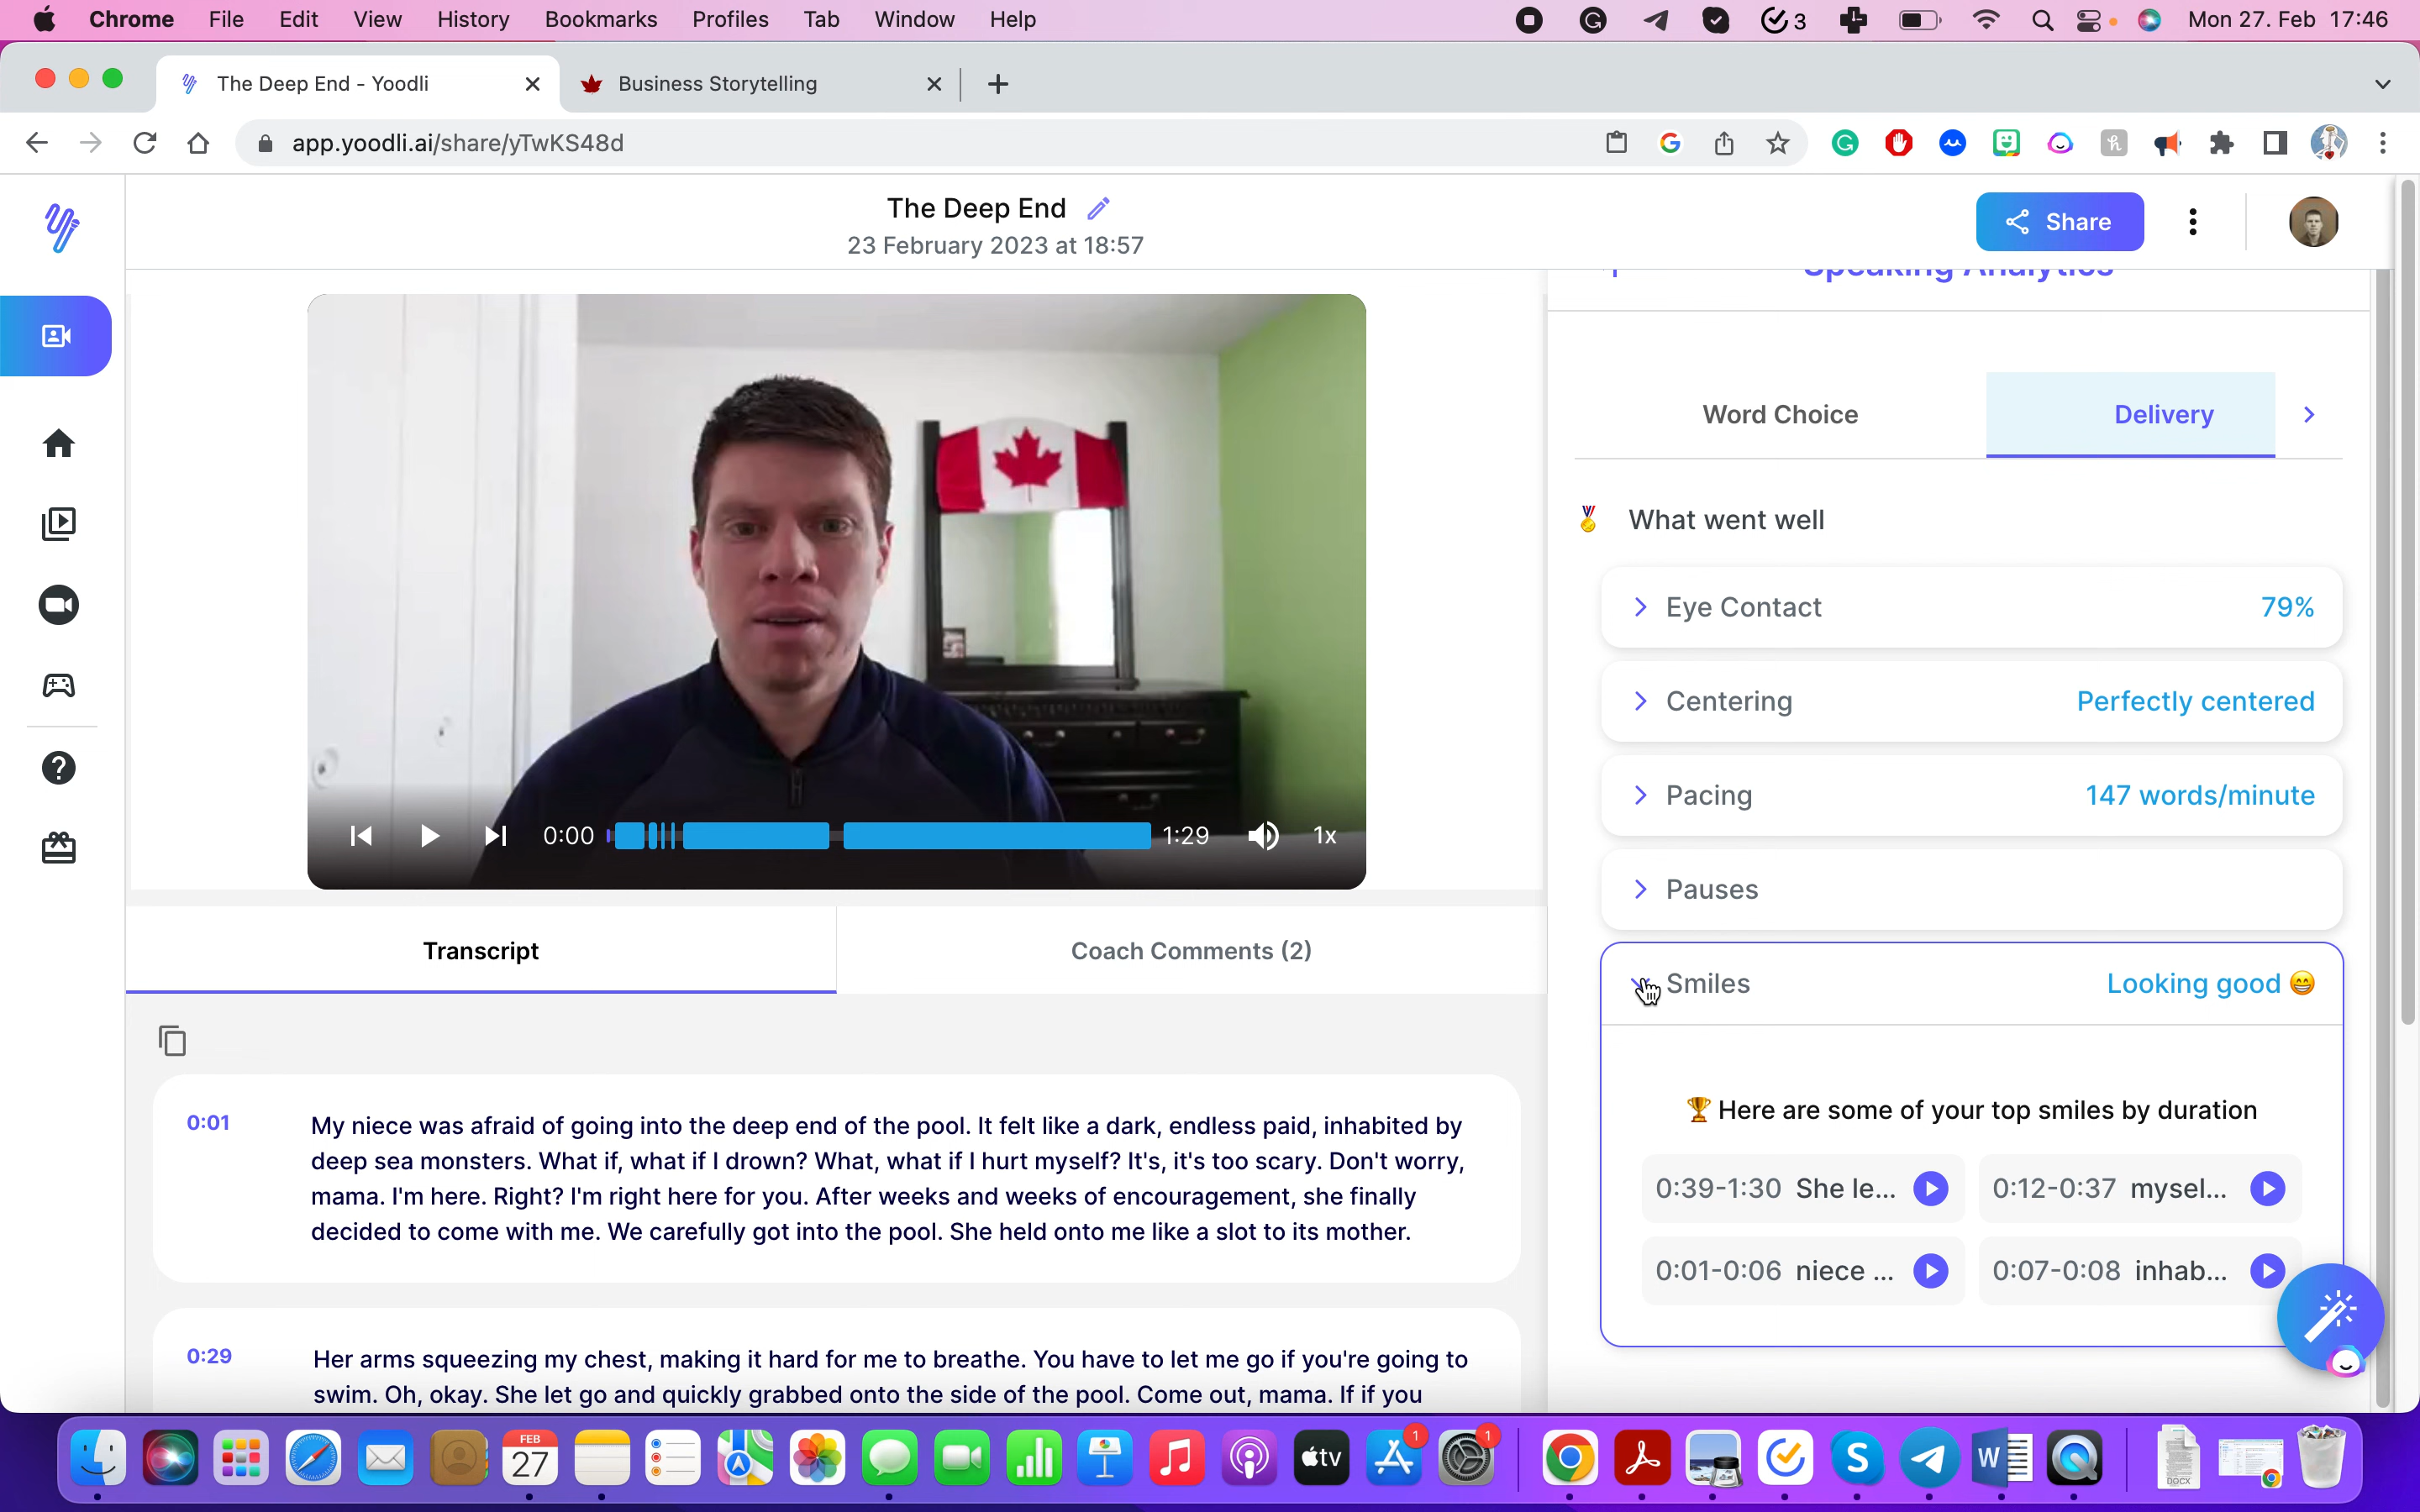 Chrome File Edit View History Bookmarks Profiles Tab Window Help
3 Mon 27. Feb 17:46
The Deep End - Yoodli
Business Storytelling
app.yoodli.ai/share/yTwKS48d
The Deep End
23 February 2023 at 18:57
Share
Speaking Analytics
Word Choice
Delivery
What went well
Eye Contact 79%
Centering Perfectly centered
Pacing 147 words/minute
Pauses
Smiles Looking good 😁
🏆 Here are some of your top smiles by duration
0:39-1:30 She le...
0:12-0:37 mysel...
0:01-0:06 niece ...
0:07-0:08 inhab...
0:00
1:29
1x
Transcript
Coach Comments (2)
0:01
My niece was afraid of going into the deep end of the pool. It felt like a dark, endless paid, inhabited by
deep sea monsters. What if, what if I drown? What, what if I hurt myself? It's, it's too scary. Don't worry,
mama. I'm here. Right? I'm right here for you. After weeks and weeks of encouragement, she finally
decided to come with me. We carefully got into the pool. She held onto me like a slot to its mother.
0:29
Her arms squeezing my chest, making it hard for me to breathe. You have to let me go if you're going to
swim. Oh, okay. She let go and quickly grabbed onto the side of the pool. Come out, mama. If if you
FEB
27
tv
1
1
DOCX